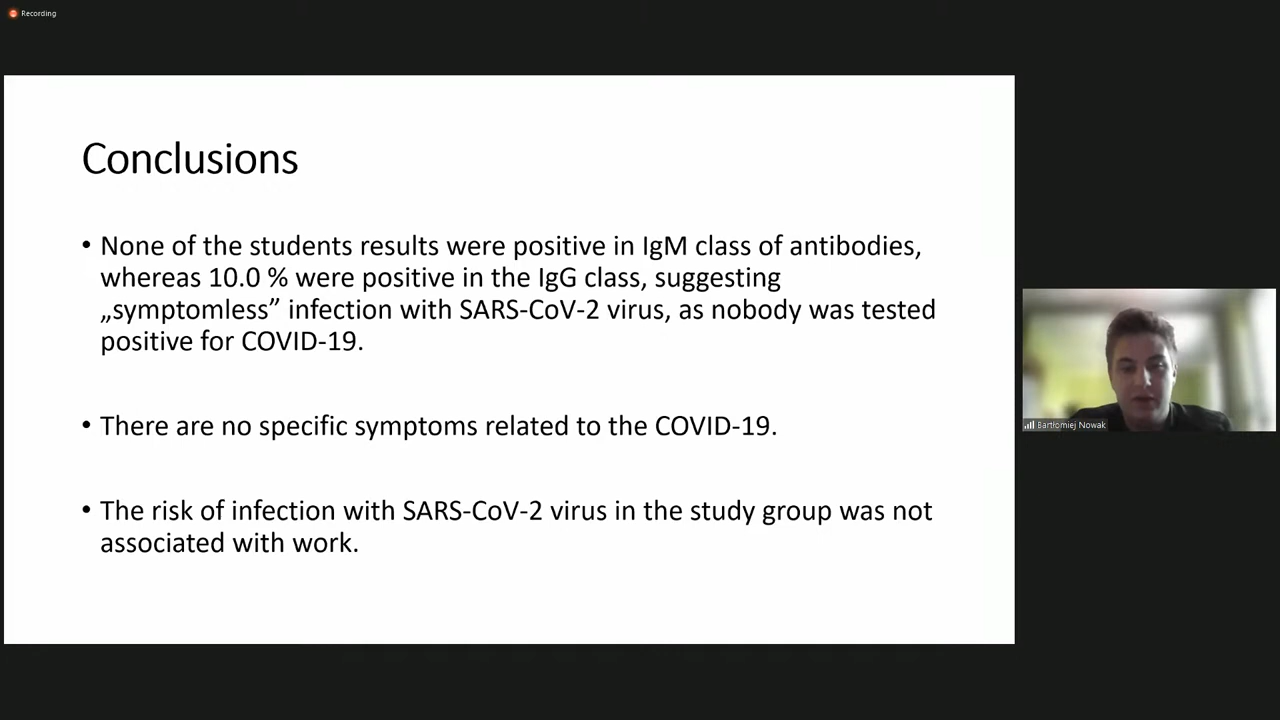 Recording
Conclusions
• None of the students results were positive in IgM class of antibodies,
whereas 10.0 % were positive in the IgG class, suggesting
„symptomless” infection with SARS-CoV-2 virus, as nobody was tested
positive for COVID-19.
• There are no specific symptoms related to the COVID-19.
• The risk of infection with SARS-CoV-2 virus in the study group was not
associated with work.
Bartłomiej Nowak